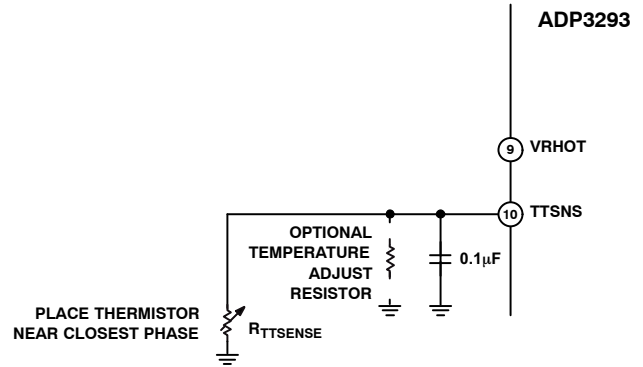 ADP3293
9 VRHOT
10 TTSNS
OPTIONAL
TEMPERATURE
ADJUST
RESISTOR
0.1μF
PLACE THERMISTOR
NEAR CLOSEST PHASE
RTTSENSE